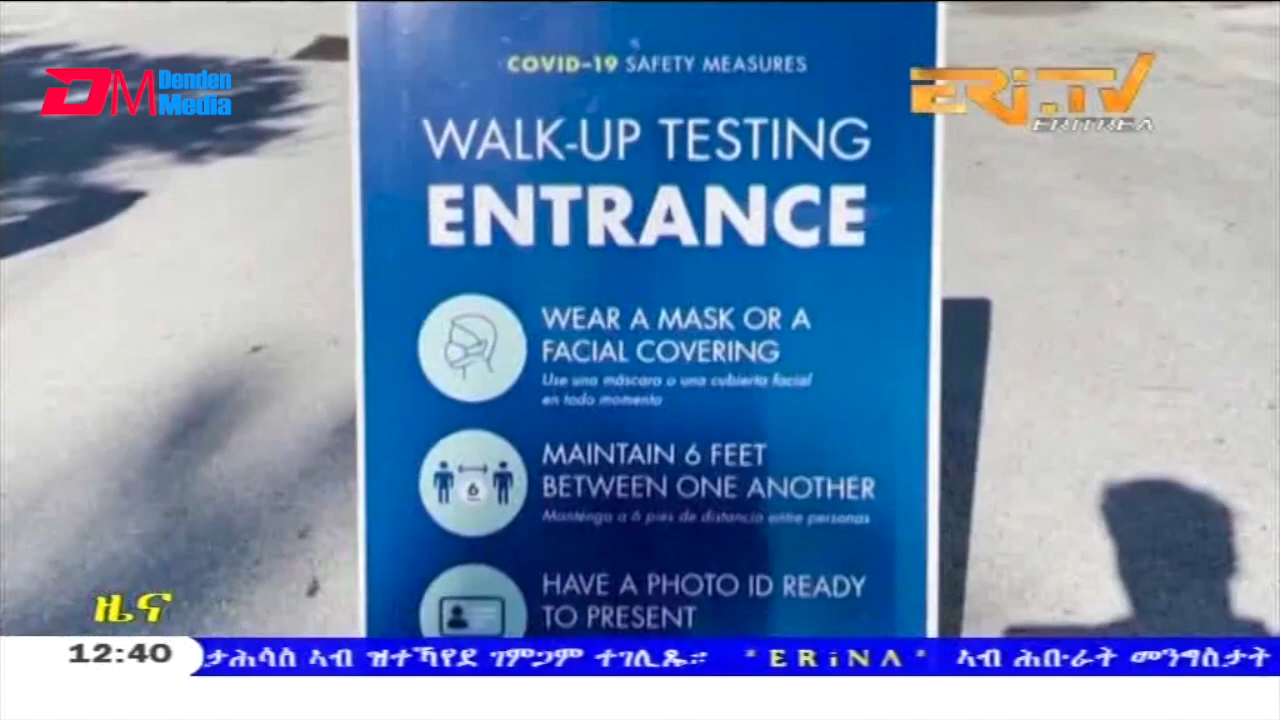 DM Denden
Media
ERi.TV
ERITREA
COVID-19 SAFETY MEASURES
WALK-UP TESTING
ENTRANCE
WEAR A MASK OR A
FACIAL COVERING
Use una máscara o una cubierta facial
en todo momento
MAINTAIN 6 FEET
BETWEEN ONE ANOTHER
Mantenga a 6 pies de distancia entre personas
6
HAVE A PHOTO ID READY
TO PRESENT
ዜና
12:40
ታሕሳስ ኣብ ዝተኻየደ ገምጋም ተገሊጹ። * ERiNA * ኣብ ሕቡራት መንግስታት